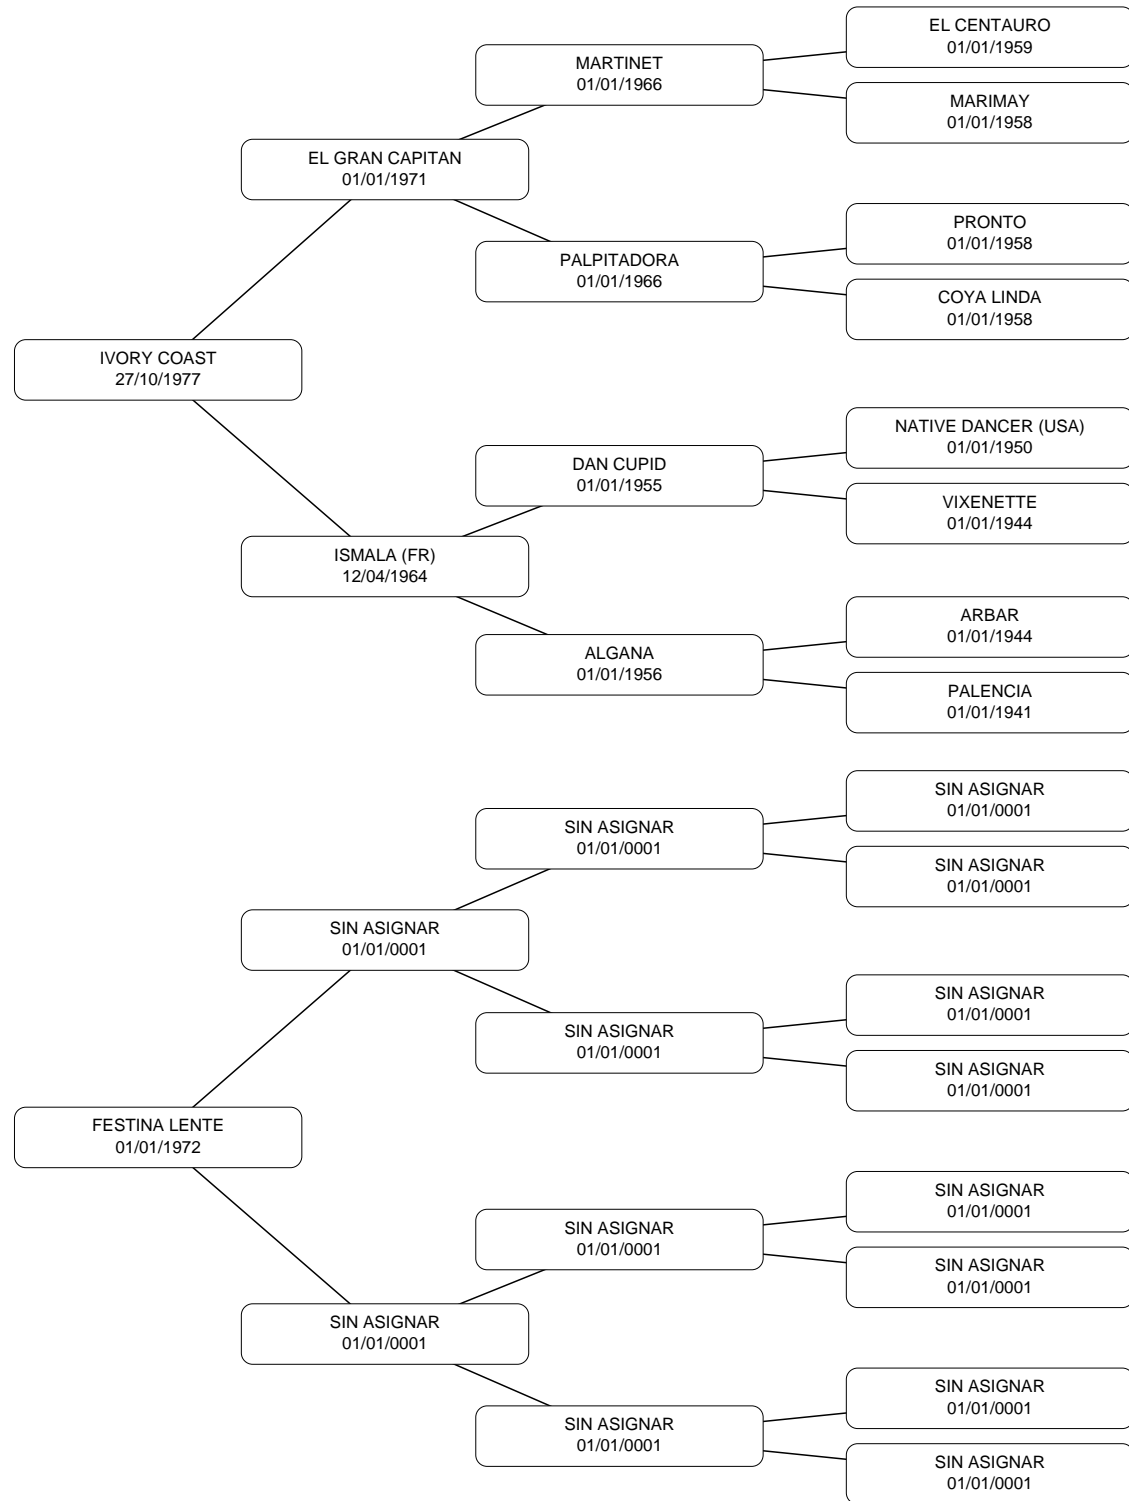 EL CENTAURO
01/01/1959
MARTINET
01/01/1966
MARIMAY
01/01/1958
EL GRAN CAPITAN
01/01/1971
PRONTO
01/01/1958
PALPITADORA
01/01/1966
COYA LINDA
01/01/1958
IVORY COAST
27/10/1977
NATIVE DANCER (USA)
01/01/1950
DAN CUPID
01/01/1955
VIXENETTE
01/01/1944
ISMALA (FR)
12/04/1964
ARBAR
01/01/1944
ALGANA
01/01/1956
PALENCIA
01/01/1941
SIN ASIGNAR
01/01/0001
SIN ASIGNAR
01/01/0001
SIN ASIGNAR
01/01/0001
SIN ASIGNAR
01/01/0001
SIN ASIGNAR
01/01/0001
SIN ASIGNAR
01/01/0001
SIN ASIGNAR
01/01/0001
FESTINA LENTE
01/01/1972
SIN ASIGNAR
01/01/0001
SIN ASIGNAR
01/01/0001
SIN ASIGNAR
01/01/0001
SIN ASIGNAR
01/01/0001
SIN ASIGNAR
01/01/0001
SIN ASIGNAR
01/01/0001
SIN ASIGNAR
01/01/0001